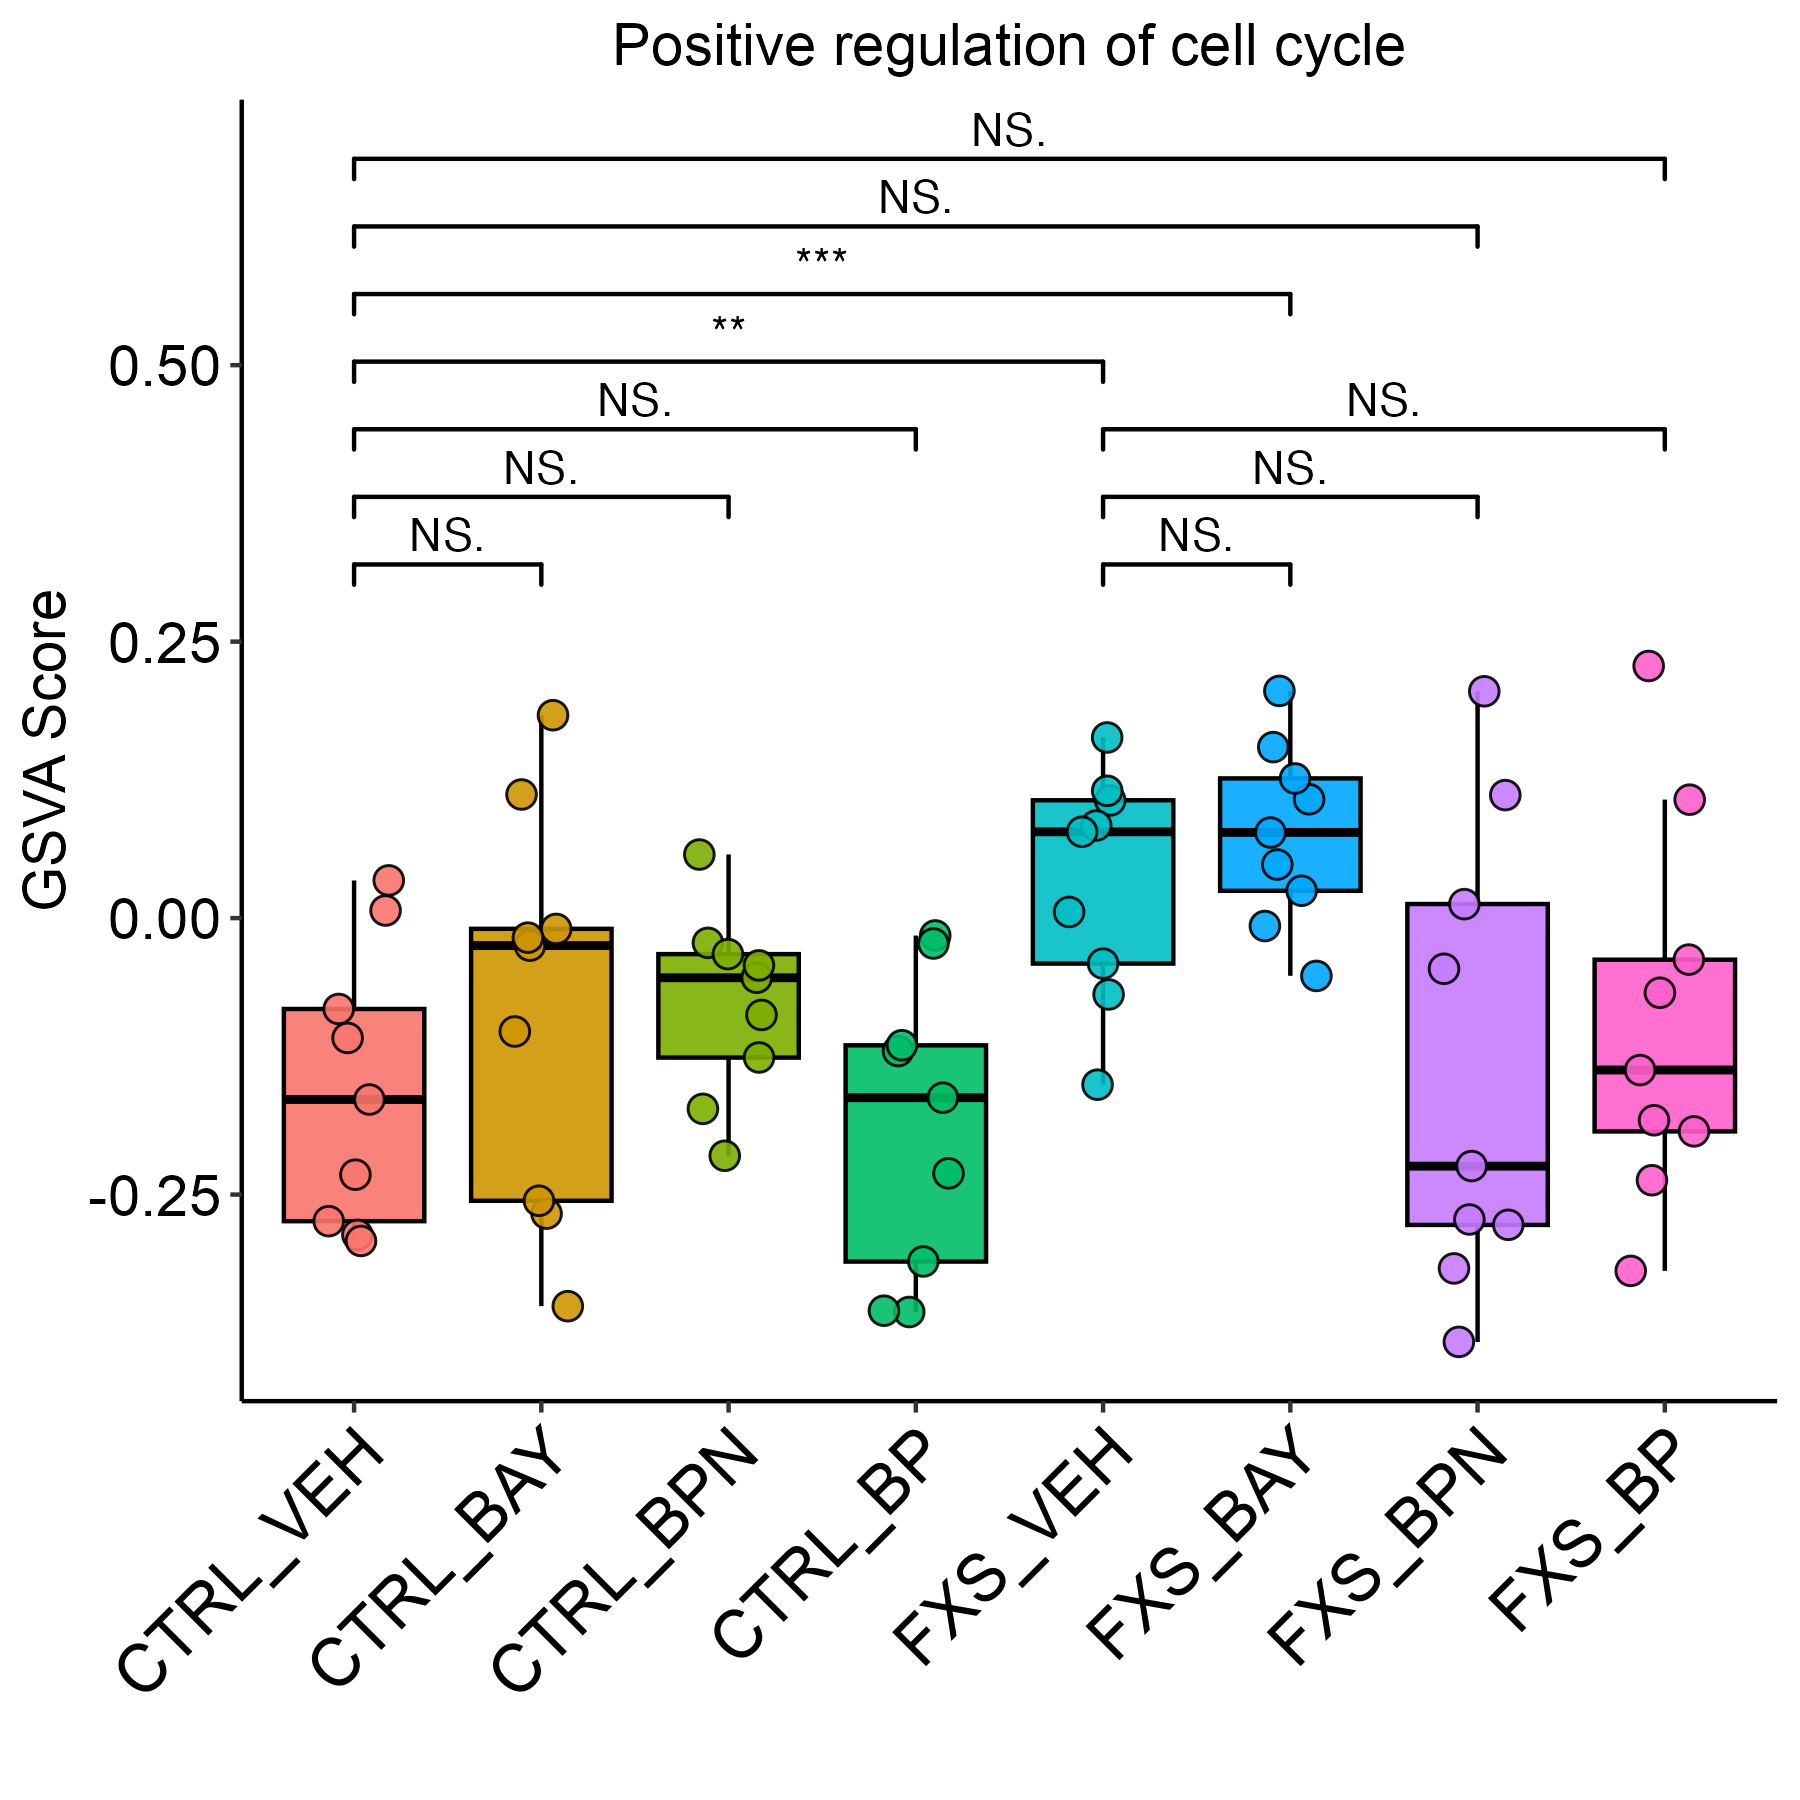 Positive regulation of cell cycle
NS.
NS.
***
**
NS.
NS.
NS.
NS.
NS.
NS.
GSVA Score
0.50
0.25
0.00
-0.25
CTRL_VEH
CTRL_BAY
CTRL_BPN
CTRL_BP
FXS_VEH
FXS_BAY
FXS_BPN
FXS_BP